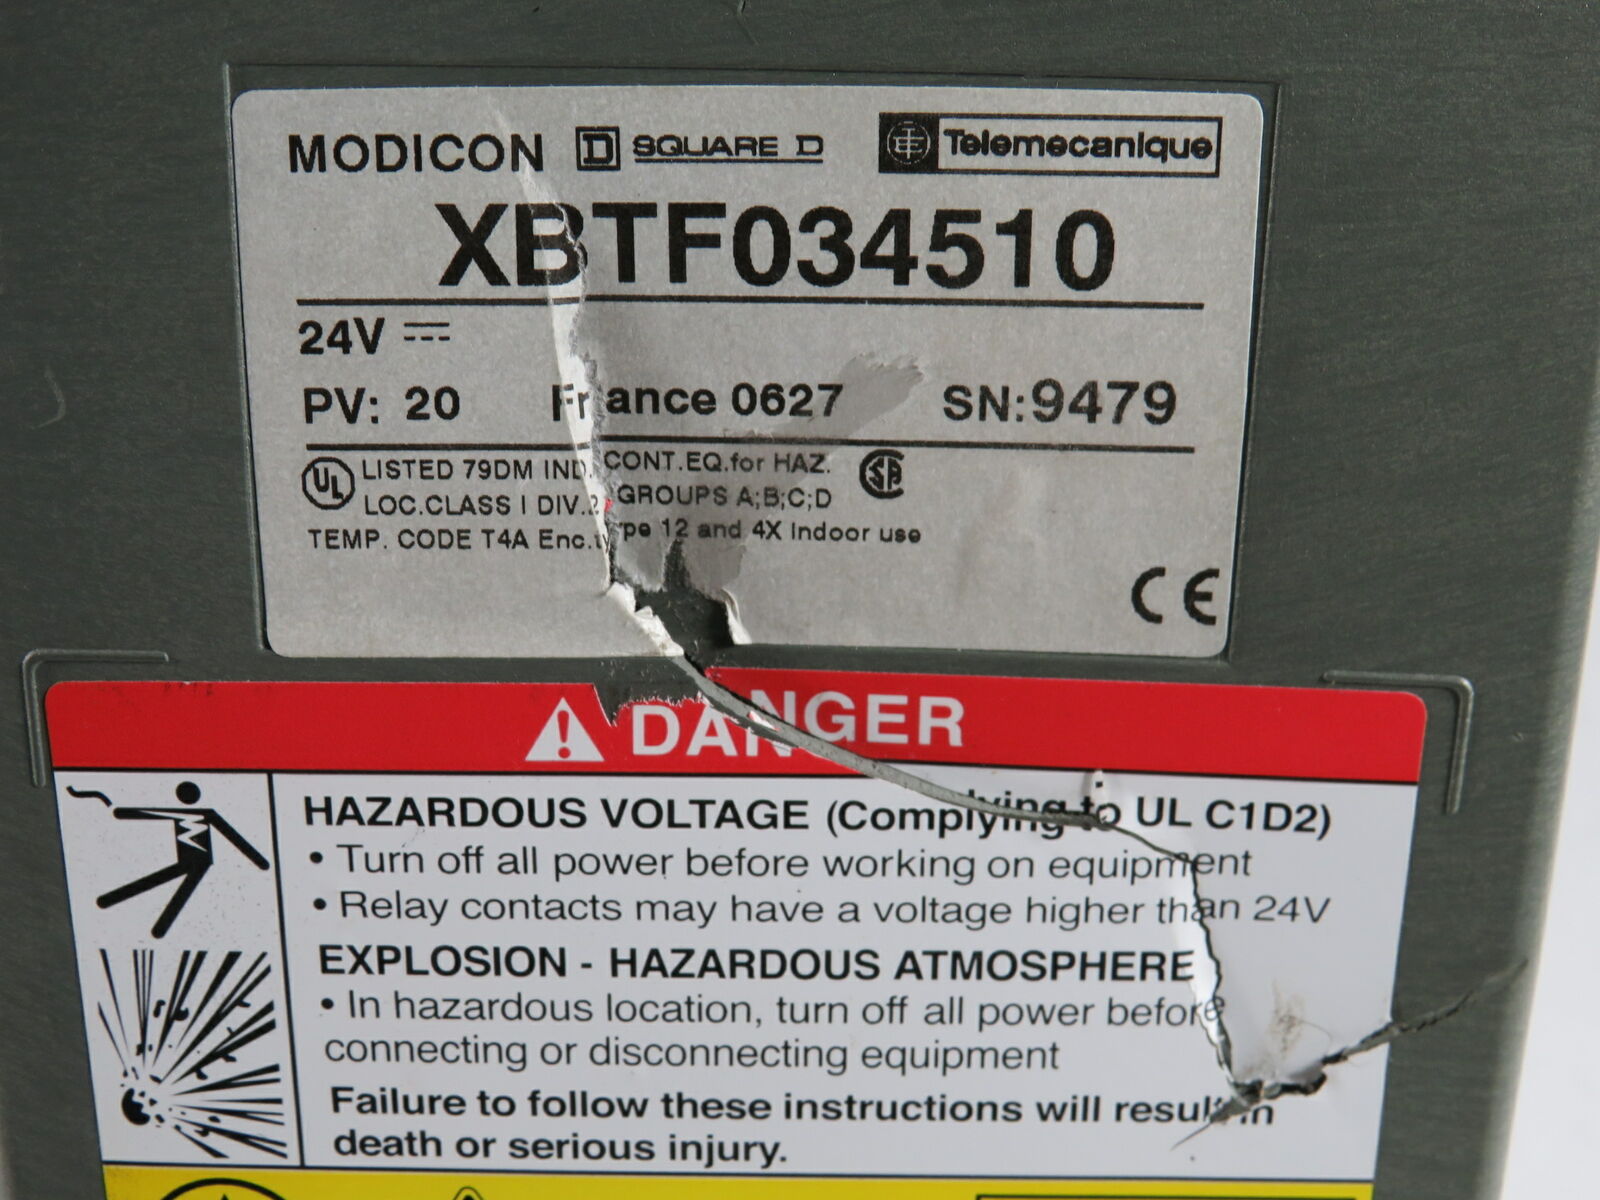 MODICON D SQUARE D Telemecanique
XBTF034510
24V
PV: 20 France 0627 SN:9479
UL LISTED 79DM IND. CONT.EQ.for HAZ. SA
LOC.CLASS I DIV.2 GROUPS A;B;C;D
TEMP. CODE T4A Enc.type 12 and 4X Indoor use
CE
DANGER
HAZARDOUS VOLTAGE (Complying to UL C1D2)
• Turn off all power before working on equipment
• Relay contacts may have a voltage higher than 24V
EXPLOSION - HAZARDOUS ATMOSPHERE
• In hazardous location, turn off all power before
connecting or disconnecting equipment
Failure to follow these instructions will result in
death or serious injury.